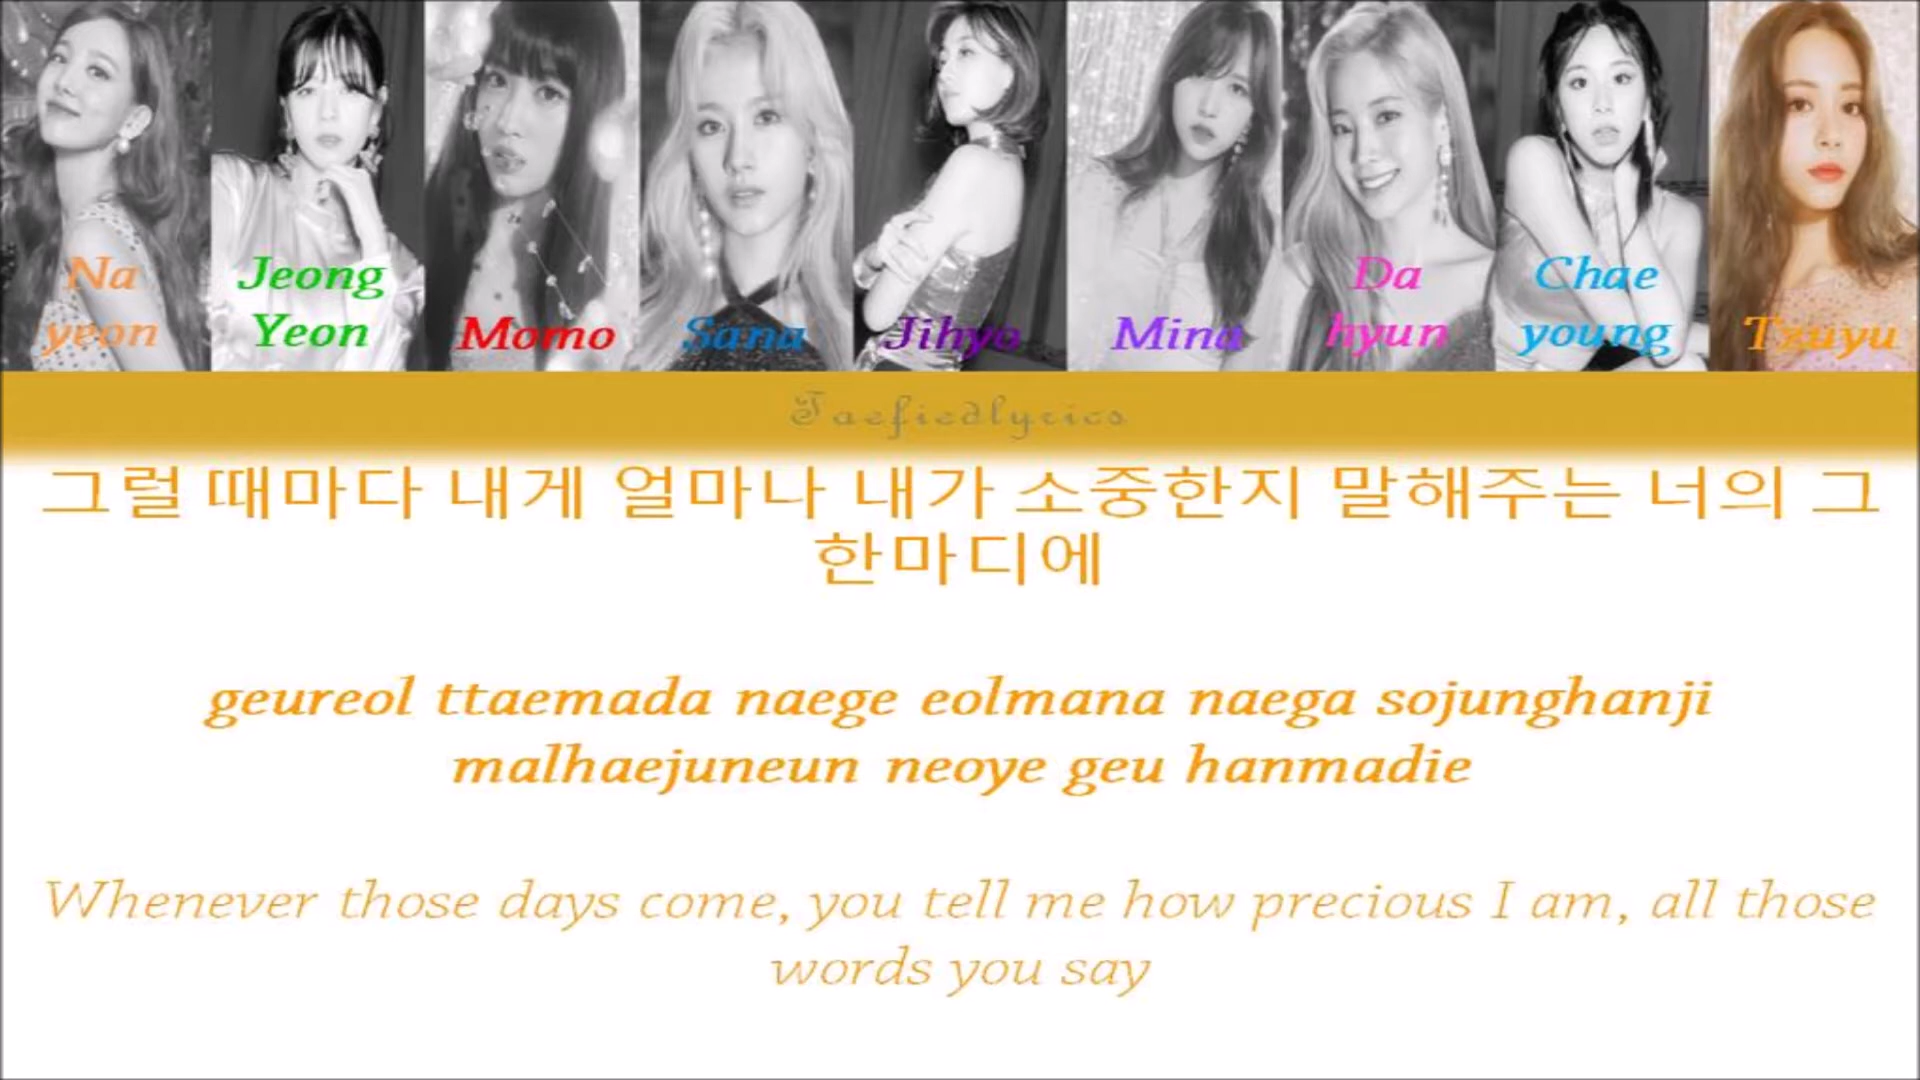 Na
yeon
Jeong
Yeon
Momo
Sana
Jihyo
Mina
Da
hyun
Chae
young
Tzuyu
Taefiedlyrics
그럴 때마다 내게 얼마나 내가 소중한지 말해주는 너의 그
한마디에
geureol ttaemada naege eolmana naega sojunghanji
malhaejuneun neoye geu hanmadie
Whenever those days come, you tell me how precious I am, all those
words you say